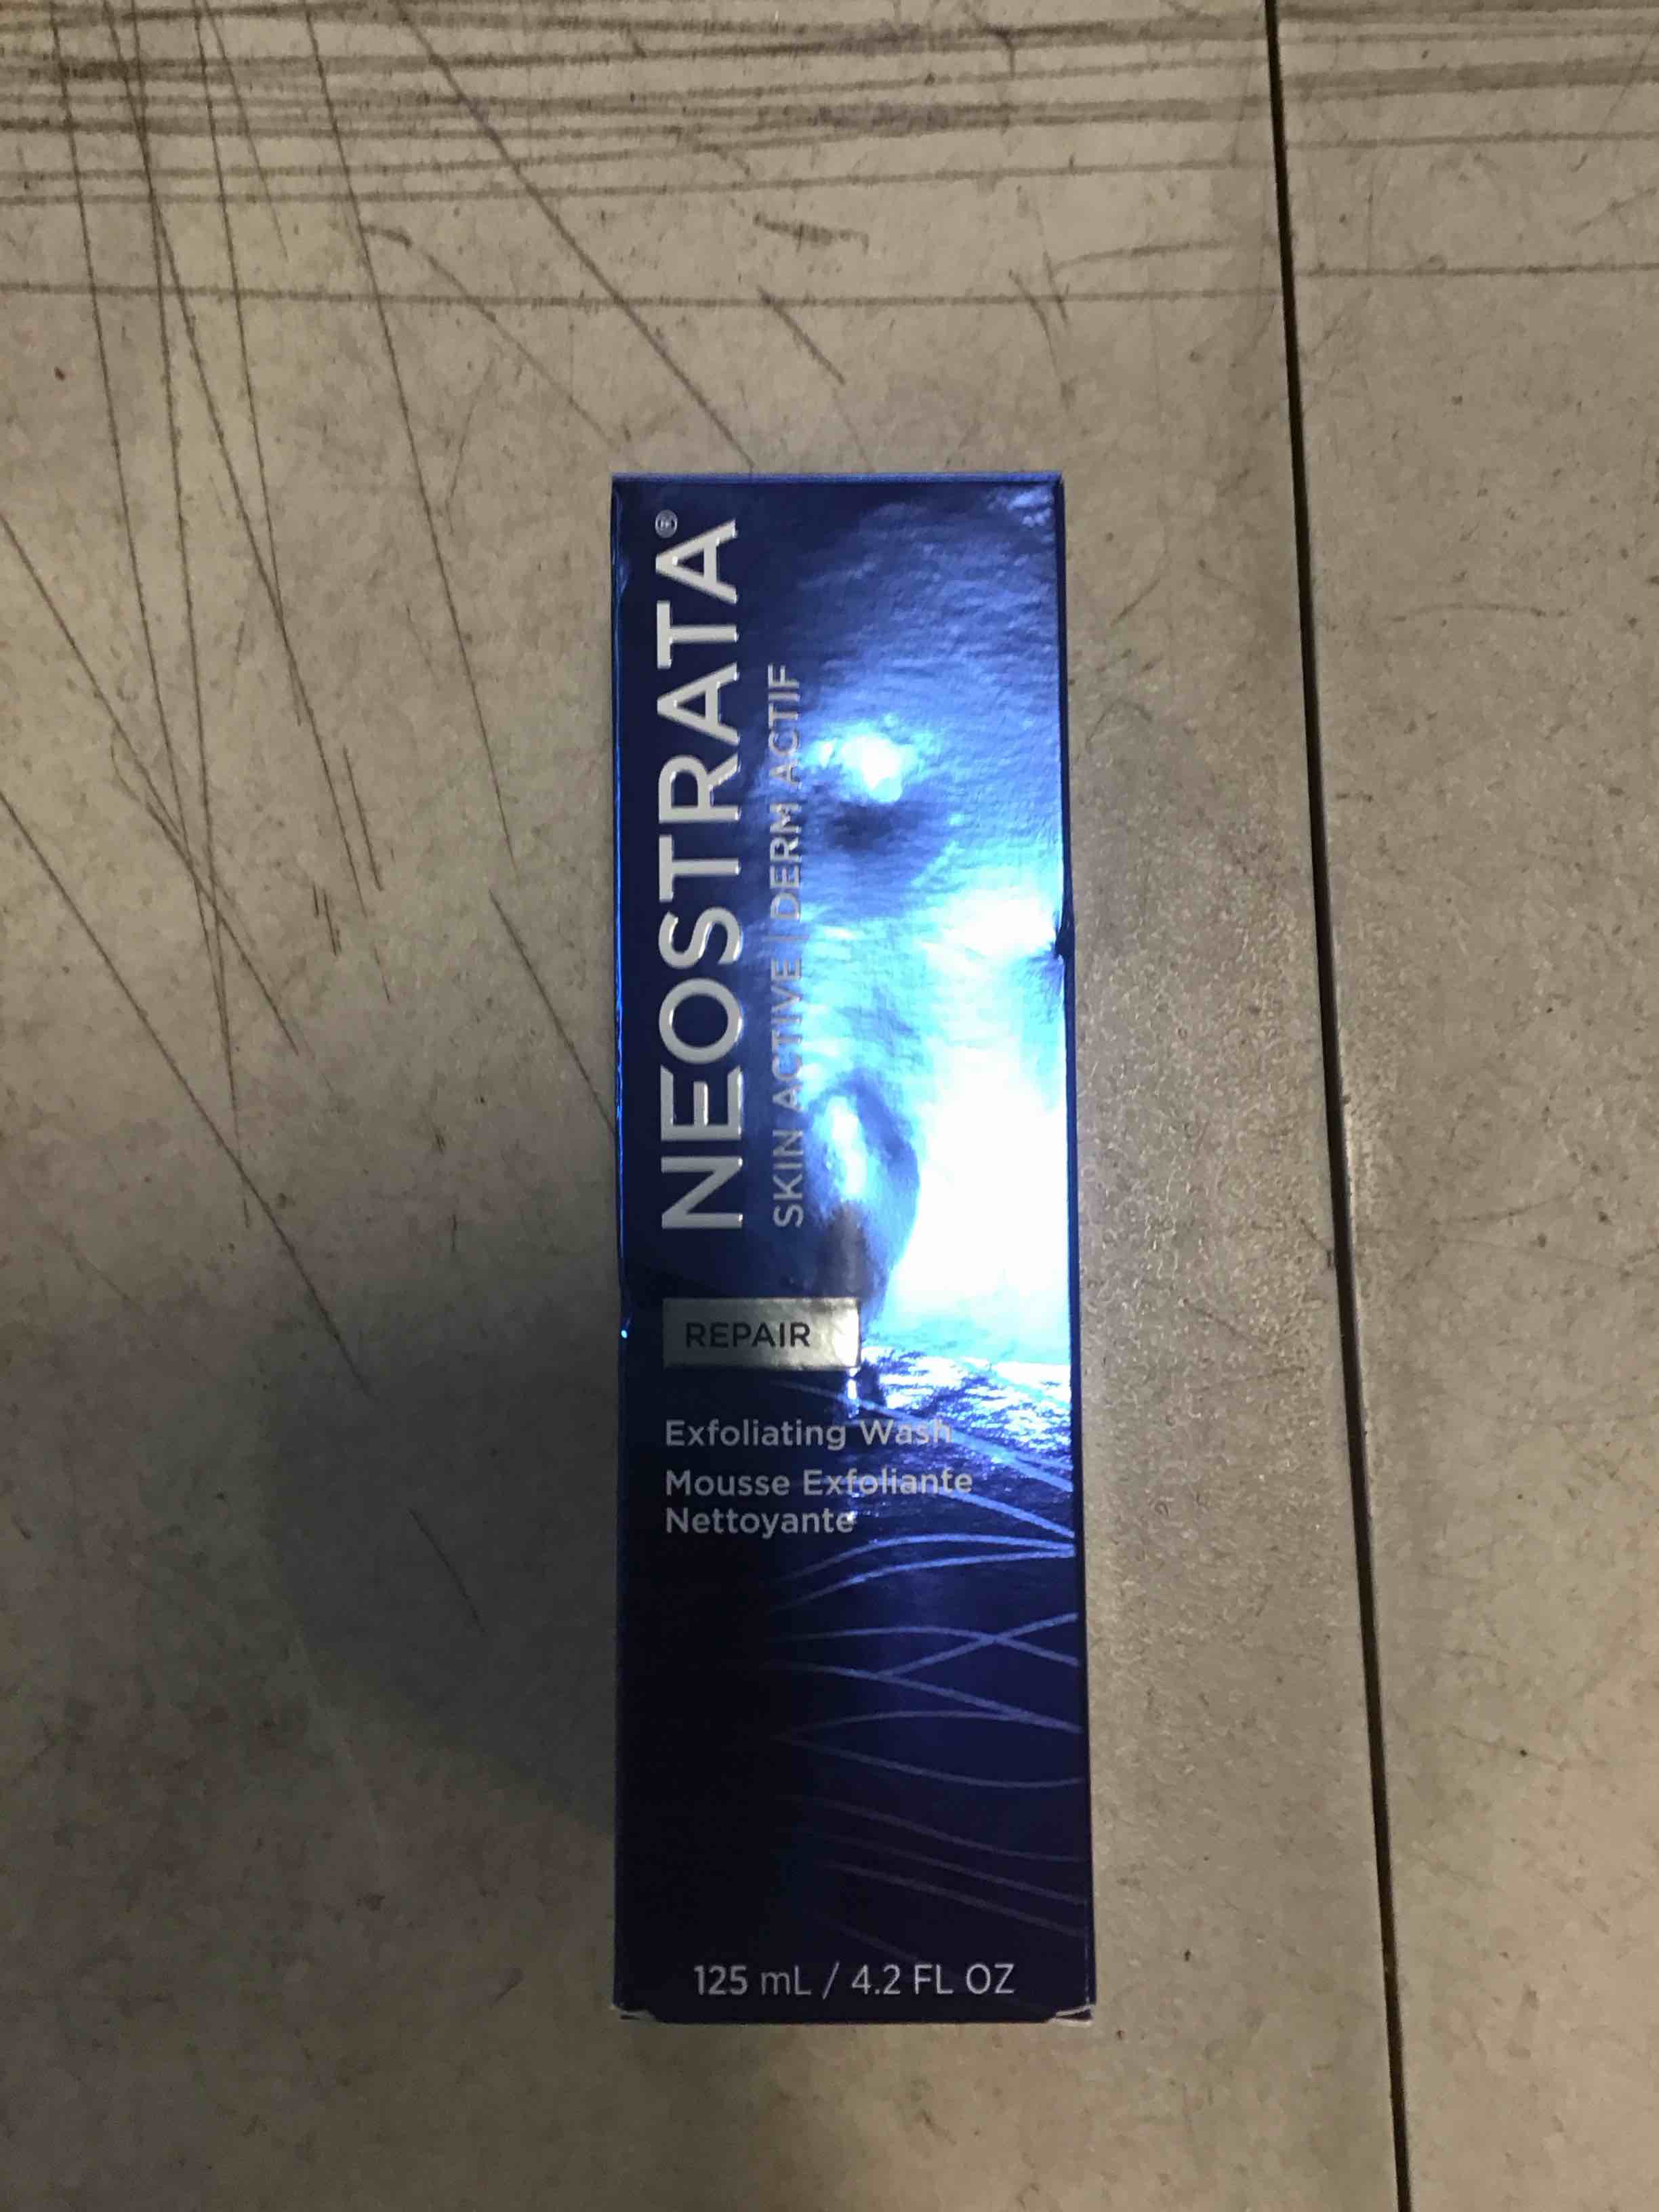 NEOSTRATA®
SKIN ACTIVE | DERM ACTIF
REPAIR
Exfoliating Wash
Mousse Exfoliante
Nettoyante
125 mL / 4.2 FL OZ